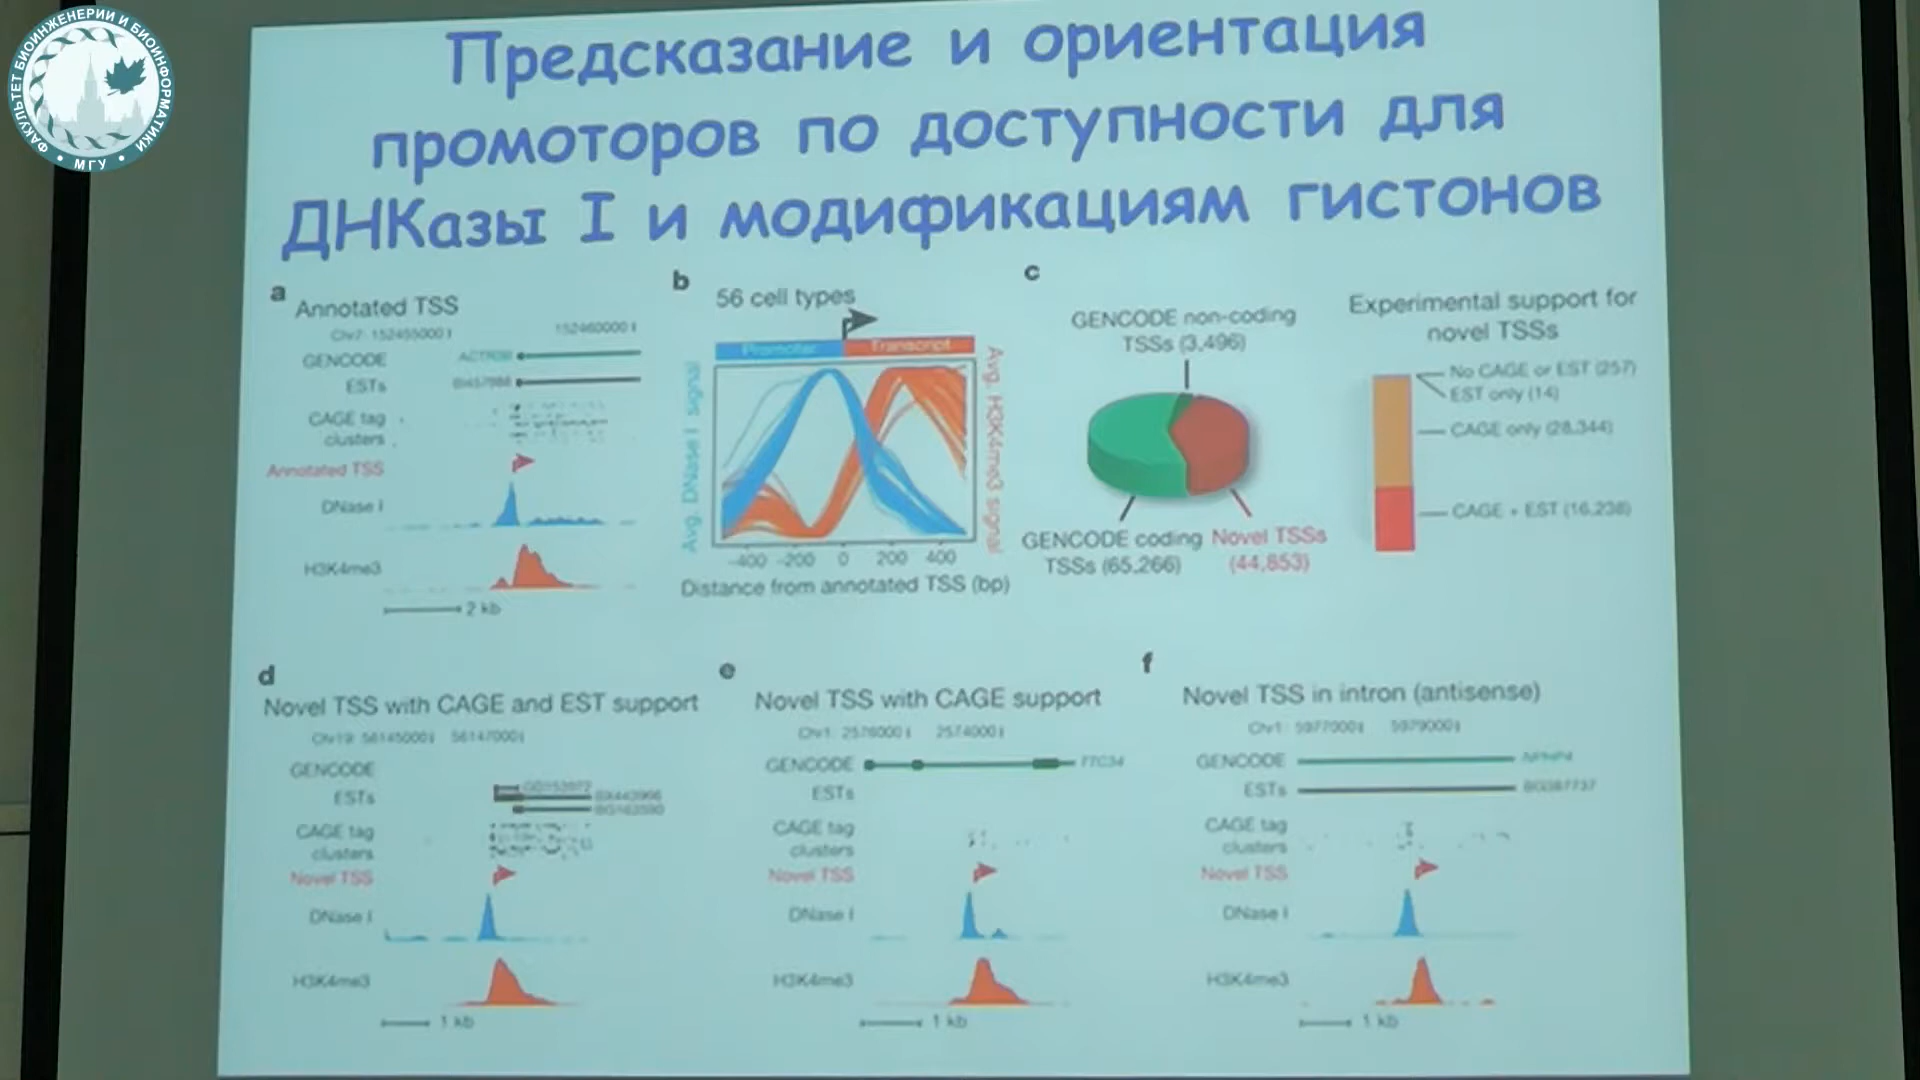 ФАКУЛЬТЕТ БИОИНЖЕНЕРИИ И БИОИНФОРМАТИКИ
• МГУ •
Предсказание и ориентация
промоторов по доступности для
ДНКазы I и модификациям гистонов
a
Annotated TSS
GENCODE
ESTs
CAGE tag
clusters
Annotated TSS
DNase I
H3K4me3
2 kb
b
56 cell types
Promoter Transcript
Avg. DNase I signal
Avg. H3K4me3 signal
-400 -200 0 200 400
Distance from annotated TSS (bp)
c
GENCODE non-coding
TSSs (3,496)
GENCODE coding
TSSs (65,266)
Novel TSSs
(44,853)
Experimental support for
novel TSSs
No CAGE or EST (257)
EST only (14)
CAGE only (28,344)
CAGE + EST (16,238)
d
Novel TSS with CAGE and EST support
GENCODE
ESTs
CAGE tag
clusters
Novel TSS
DNase I
H3K4me3
1 kb
e
Novel TSS with CAGE support
GENCODE
TTC34
ESTs
CAGE tag
clusters
Novel TSS
DNase I
H3K4me3
1 kb
f
Novel TSS in intron (antisense)
GENCODE
NPHP4
ESTs
CAGE tag
clusters
Novel TSS
DNase I
H3K4me3
1 kb